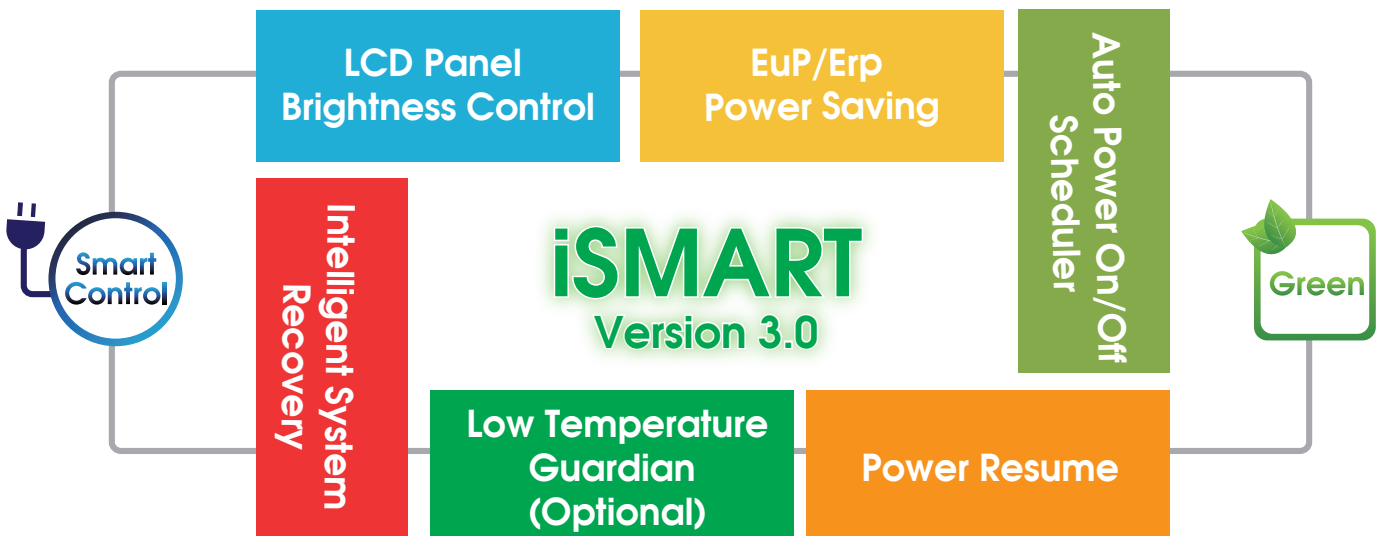 LCD Panel
Brightness Control
EuP/Erp
Power Saving
Auto Power On/Off
Scheduler
Smart
Control
Intelligent System
Recovery
iSMART
Version 3.0
Green
Low Temperature
Guardian
(Optional)
Power Resume